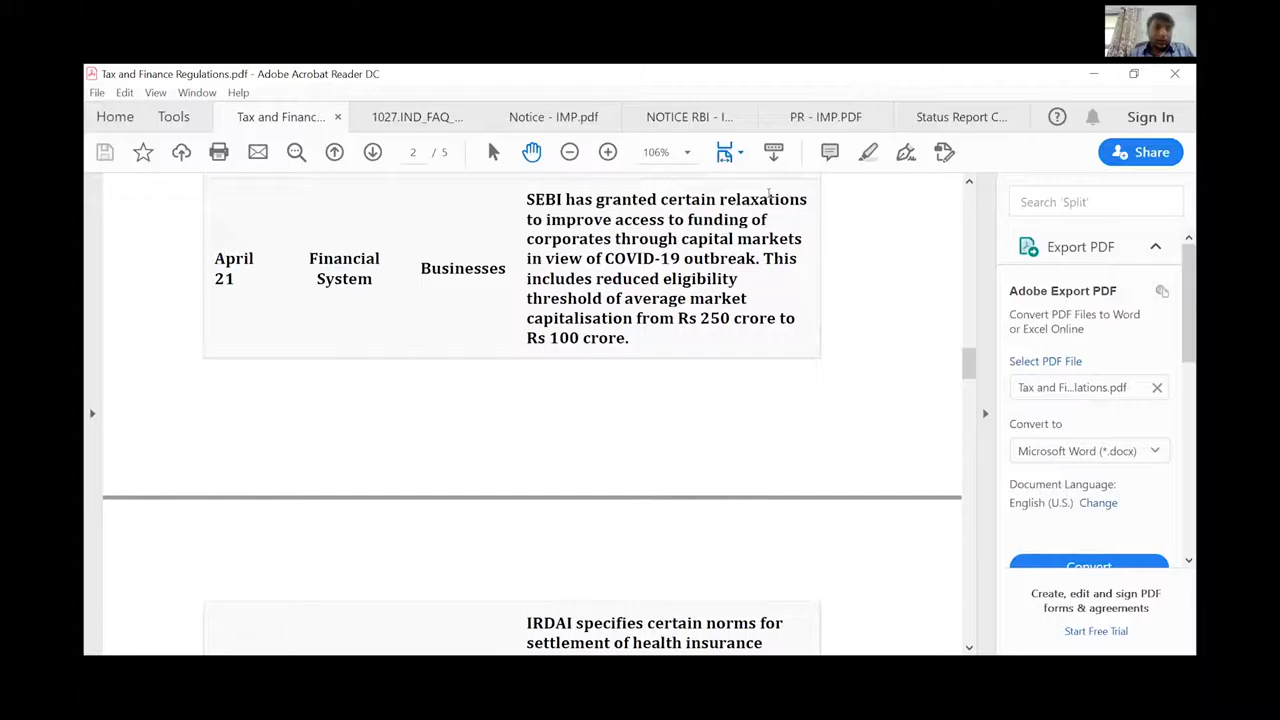 Tax and Finance Regulations.pdf - Adobe Acrobat Reader DC
File Edit View Window Help
Home Tools Tax and Financ... × 1027.IND_FAQ_... Notice - IMP.pdf NOTICE RBI - I... PR - IMP.PDF Status Report C... Sign In
2 / 5 106% Share
SEBI has granted certain relaxations
to improve access to funding of
corporates through capital markets
in view of COVID-19 outbreak. This
includes reduced eligibility
threshold of average market
capitalisation from Rs 250 crore to
Rs 100 crore.
April
21
Financial
System
Businesses
IRDAI specifies certain norms for
settlement of health insurance
Search 'Split'
Export PDF
Adobe Export PDF
Convert PDF Files to Word
or Excel Online
Select PDF File
Tax and Fi...lations.pdf
Convert to
Microsoft Word (*.docx)
Document Language:
English (U.S.) Change
Convert
Create, edit and sign PDF
forms & agreements
Start Free Trial